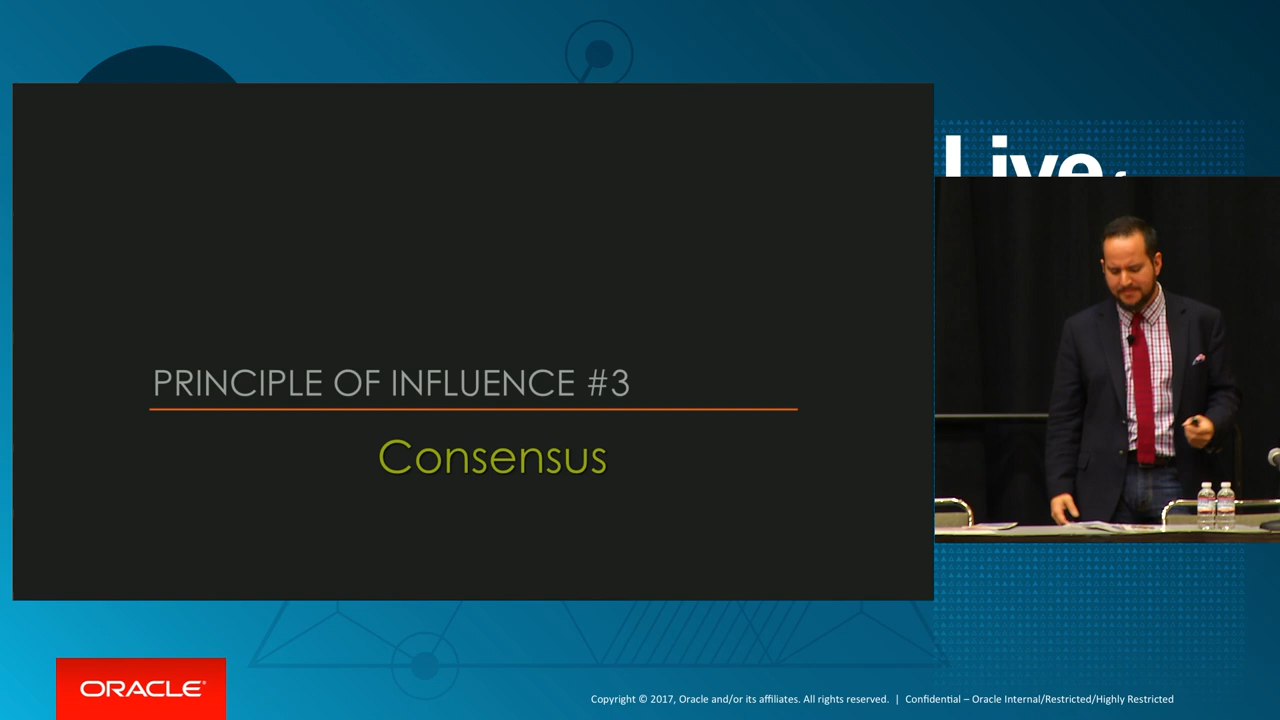 Live
PRINCIPLE OF INFLUENCE #3
Consensus
ORACLE®
Copyright © 2017, Oracle and/or its affiliates. All rights reserved. | Confidential – Oracle Internal/Restricted/Highly Restricted